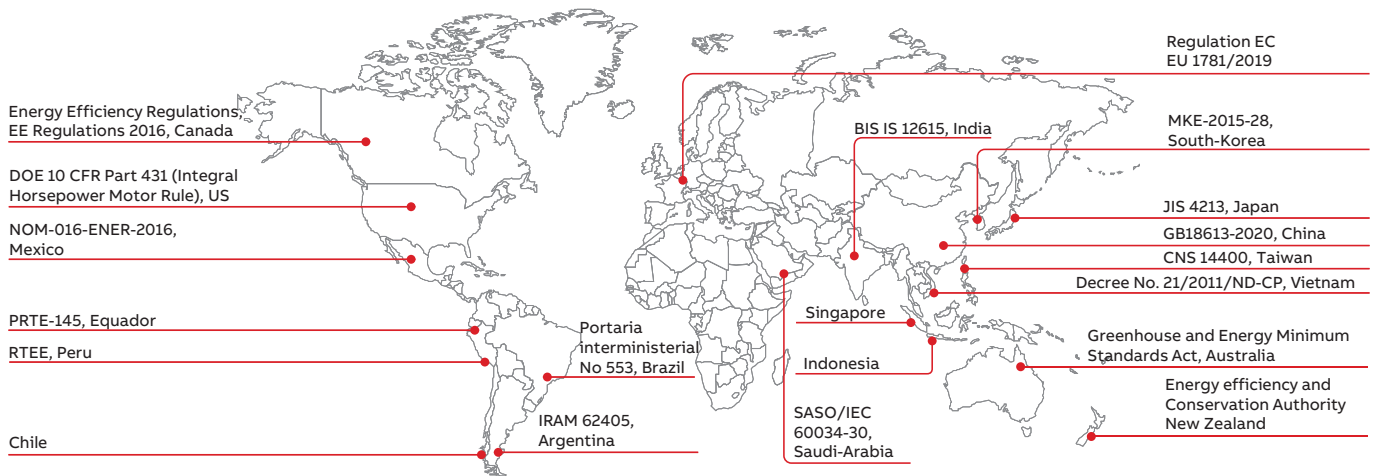 Energy Efficiency Regulations,
EE Regulations 2016, Canada
DOE 10 CFR Part 431 (Integral
Horsepower Motor Rule), US
NOM-016-ENER-2016,
Mexico
PRTE-145, Equador
RTEE, Peru
Chile
Portaria
interministerial
No 553, Brazil
IRAM 62405,
Argentina
Regulation EC
EU 1781/2019
BIS IS 12615, India
MKE-2015-28,
South-Korea
JIS 4213, Japan
GB18613-2020, China
CNS 14400, Taiwan
Decree No. 21/2011/ND-CP, Vietnam
Singapore
Indonesia
SASO/IEC
60034-30,
Saudi-Arabia
Greenhouse and Energy Minimum
Standards Act, Australia
Energy efficiency and
Conservation Authority
New Zealand